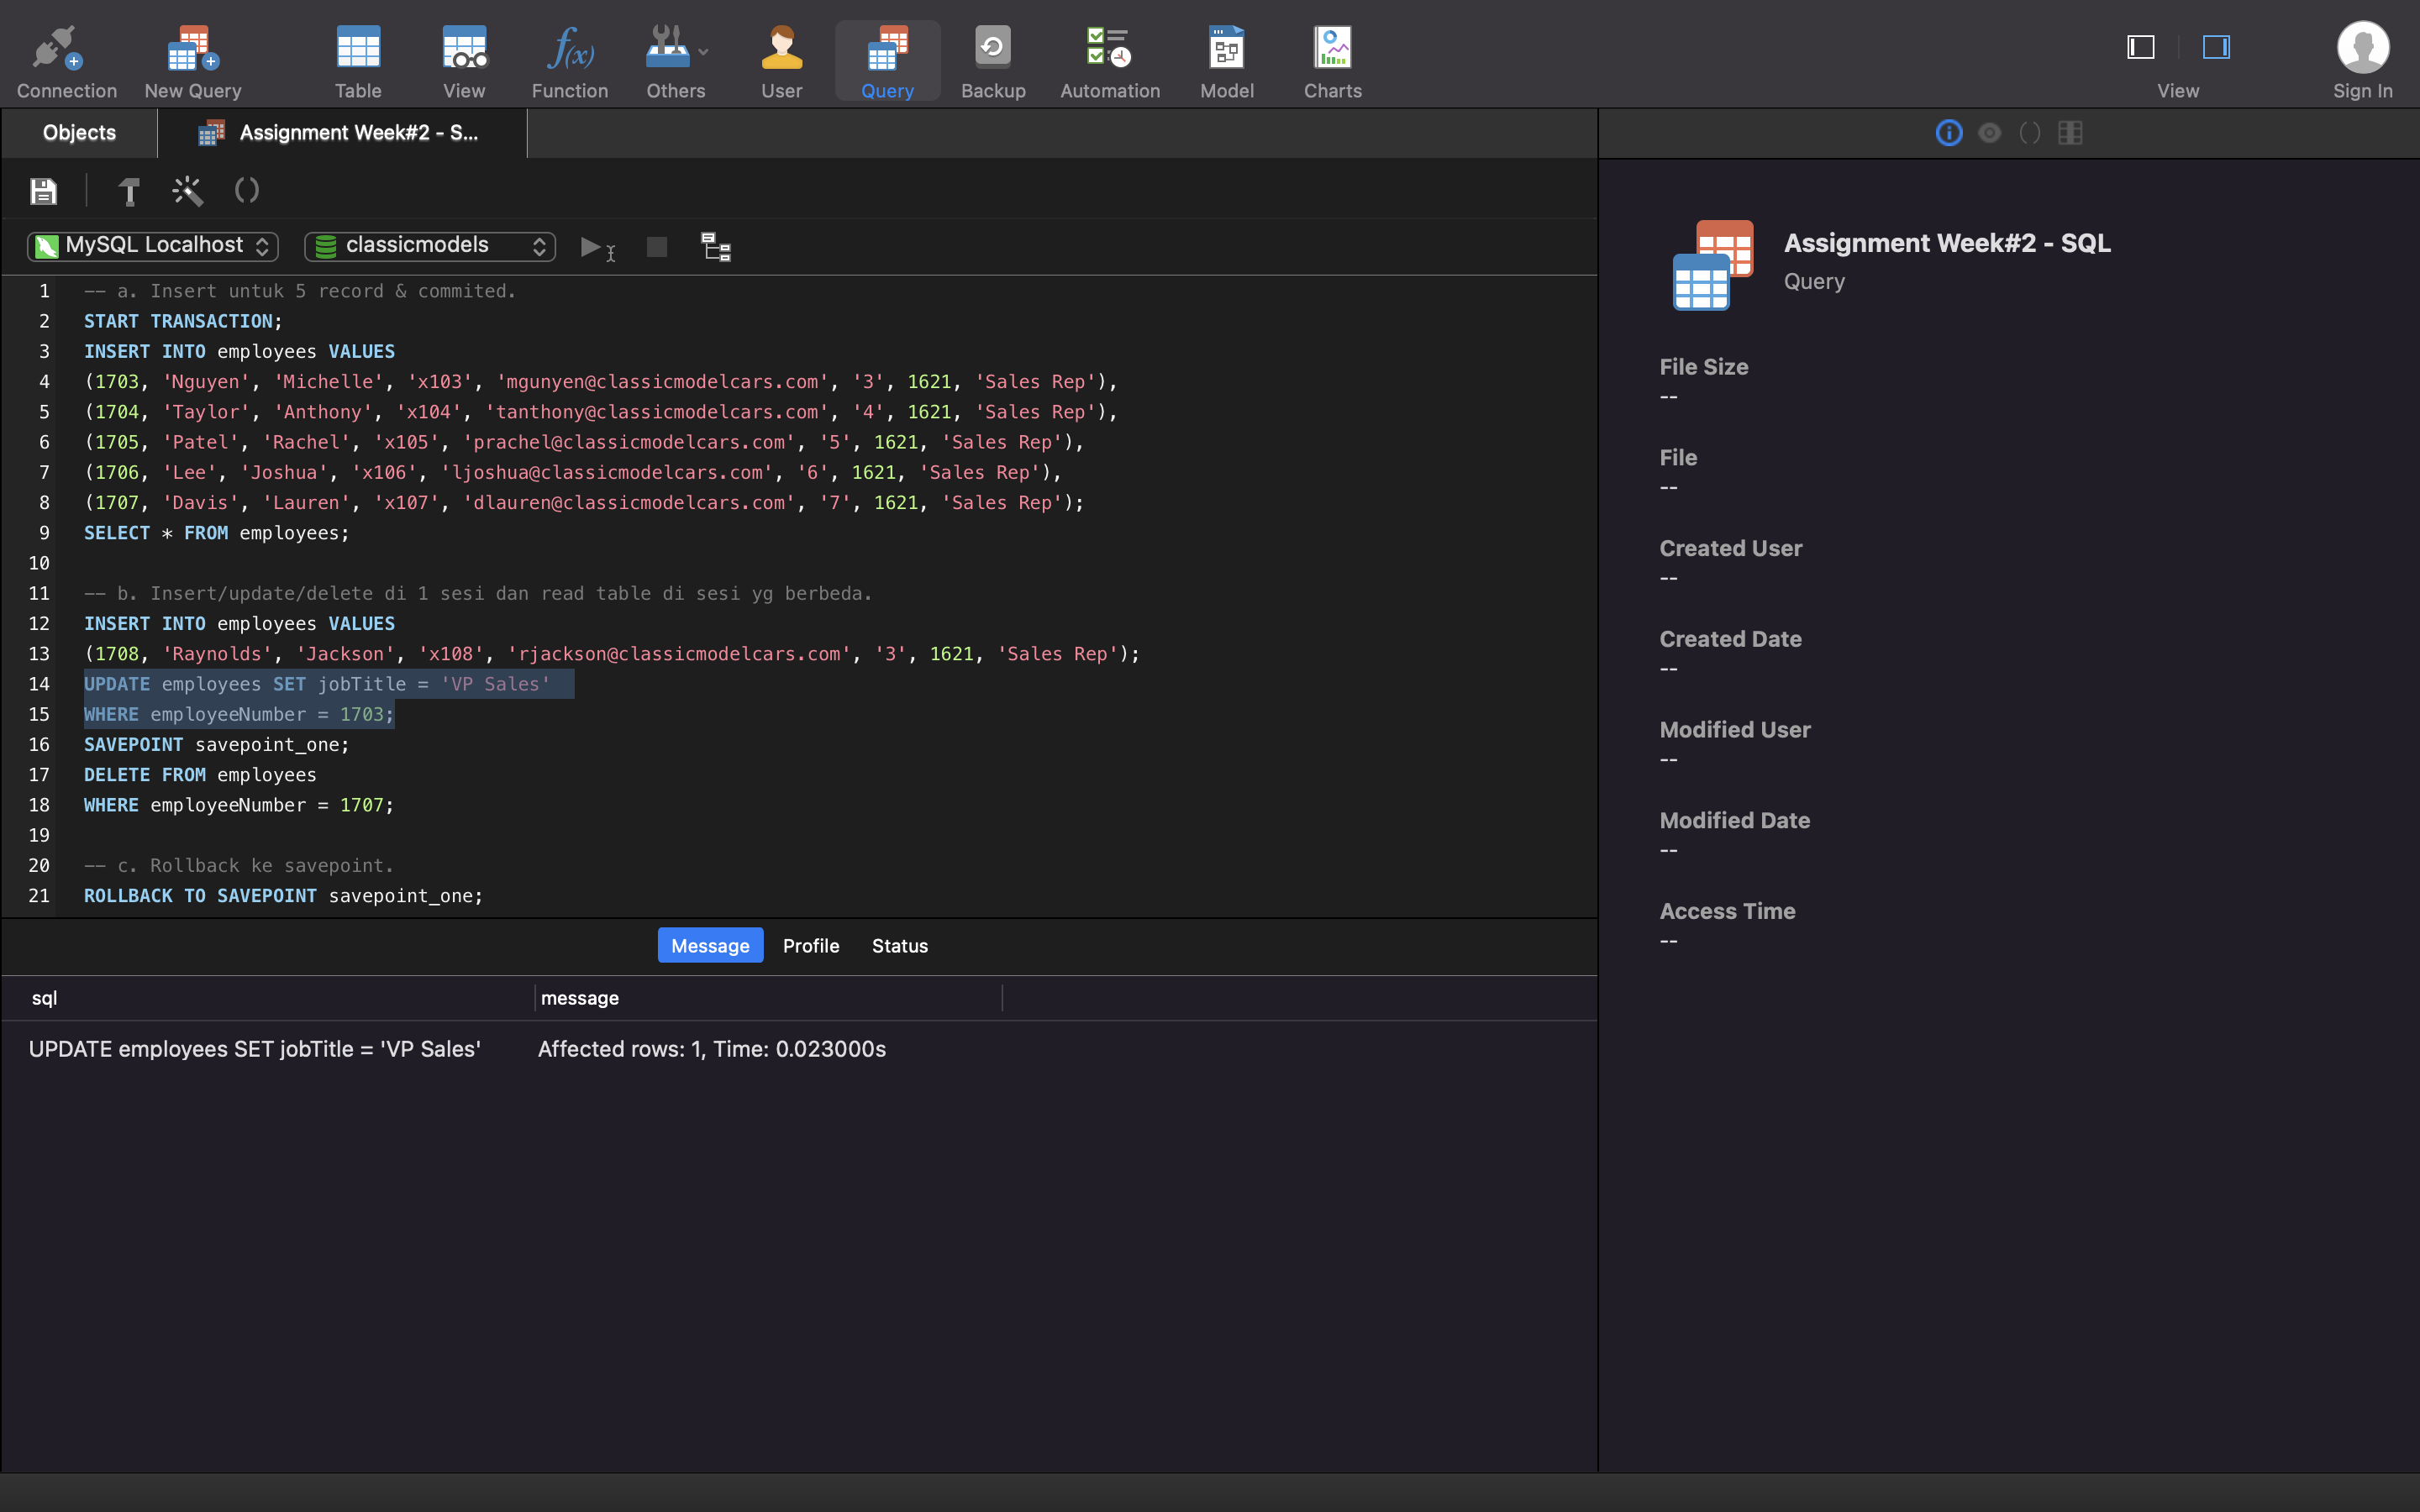 Connection
New Query
Table
View
f(x)
Function
Others
User
Query
Backup
Automation
Model
Charts
View
Sign In
Objects
Assignment Week#2 - S...
MySQL Localhost
classicmodels
1 -- a. Insert untuk 5 record & commited.
2 START TRANSACTION;
3 INSERT INTO employees VALUES
4 (1703, 'Nguyen', 'Michelle', 'x103', 'mgunyen@classicmodelcars.com', '3', 1621, 'Sales Rep'),
5 (1704, 'Taylor', 'Anthony', 'x104', 'tanthony@classicmodelcars.com', '4', 1621, 'Sales Rep'),
6 (1705, 'Patel', 'Rachel', 'x105', 'prachel@classicmodelcars.com', '5', 1621, 'Sales Rep'),
7 (1706, 'Lee', 'Joshua', 'x106', 'ljoshua@classicmodelcars.com', '6', 1621, 'Sales Rep'),
8 (1707, 'Davis', 'Lauren', 'x107', 'dlauren@classicmodelcars.com', '7', 1621, 'Sales Rep');
9 SELECT * FROM employees;
10
11 -- b. Insert/update/delete di 1 sesi dan read table di sesi yg berbeda.
12 INSERT INTO employees VALUES
13 (1708, 'Raynolds', 'Jackson', 'x108', 'rjackson@classicmodelcars.com', '3', 1621, 'Sales Rep');
14 UPDATE employees SET jobTitle = 'VP Sales'
15 WHERE employeeNumber = 1703;
16 SAVEPOINT savepoint_one;
17 DELETE FROM employees
18 WHERE employeeNumber = 1707;
19
20 -- c. Rollback ke savepoint.
21 ROLLBACK TO SAVEPOINT savepoint_one;
Message
Profile
Status
sql
message
UPDATE employees SET jobTitle = 'VP Sales'
Affected rows: 1, Time: 0.023000s
Assignment Week#2 - SQL
Query
File Size
--
File
--
Created User
--
Created Date
--
Modified User
--
Modified Date
--
Access Time
--